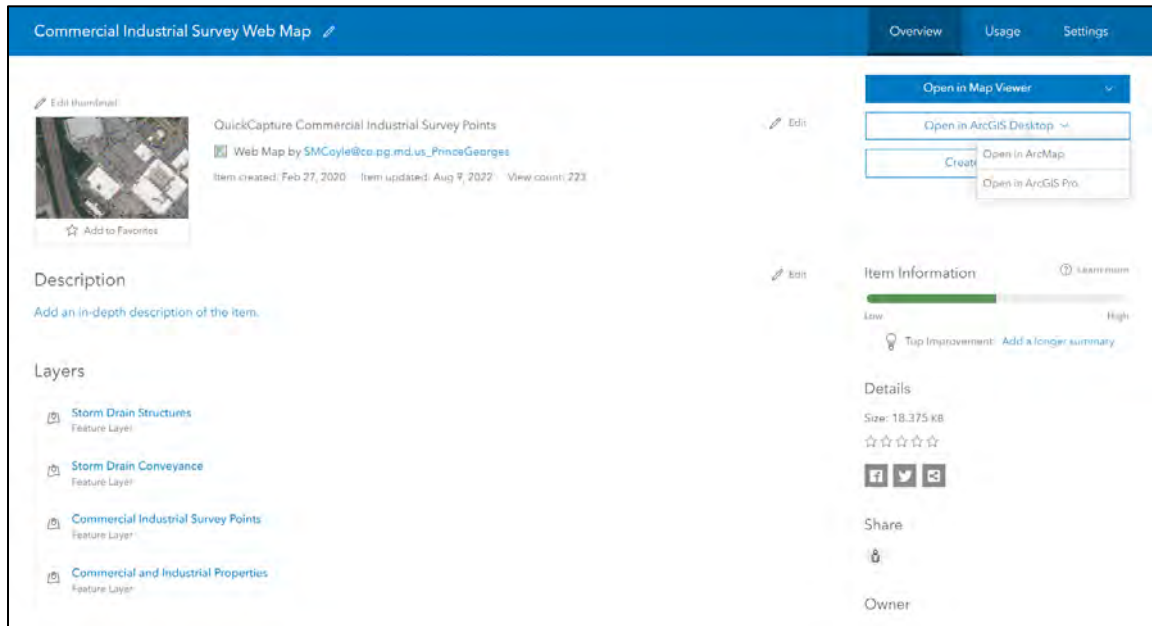 Commercial Industrial Survey Web Map
Overview Usage Settings
Edit thumbnail
Open in Map Viewer
QuickCapture Commercial Industrial Survey Points
Edit
Open in ArcGIS Desktop
Web Map by SMCoyle@co.pg.md.us_PrinceGeorges
Open in ArcMap
Create
Item created: Feb 27, 2020 Item updated: Aug 9, 2022 View count: 223
Open in ArcGIS Pro
Add to Favorites
Description
Edit
Add an in-depth description of the item.
Item Information
Learn more
Low High
Top Improvement: Add a longer summary
Layers
Storm Drain Structures
Feature Layer
Storm Drain Conveyance
Feature Layer
Commercial Industrial Survey Points
Feature Layer
Commercial and Industrial Properties
Feature Layer
Details
Size: 18.375 KB
Share
Owner